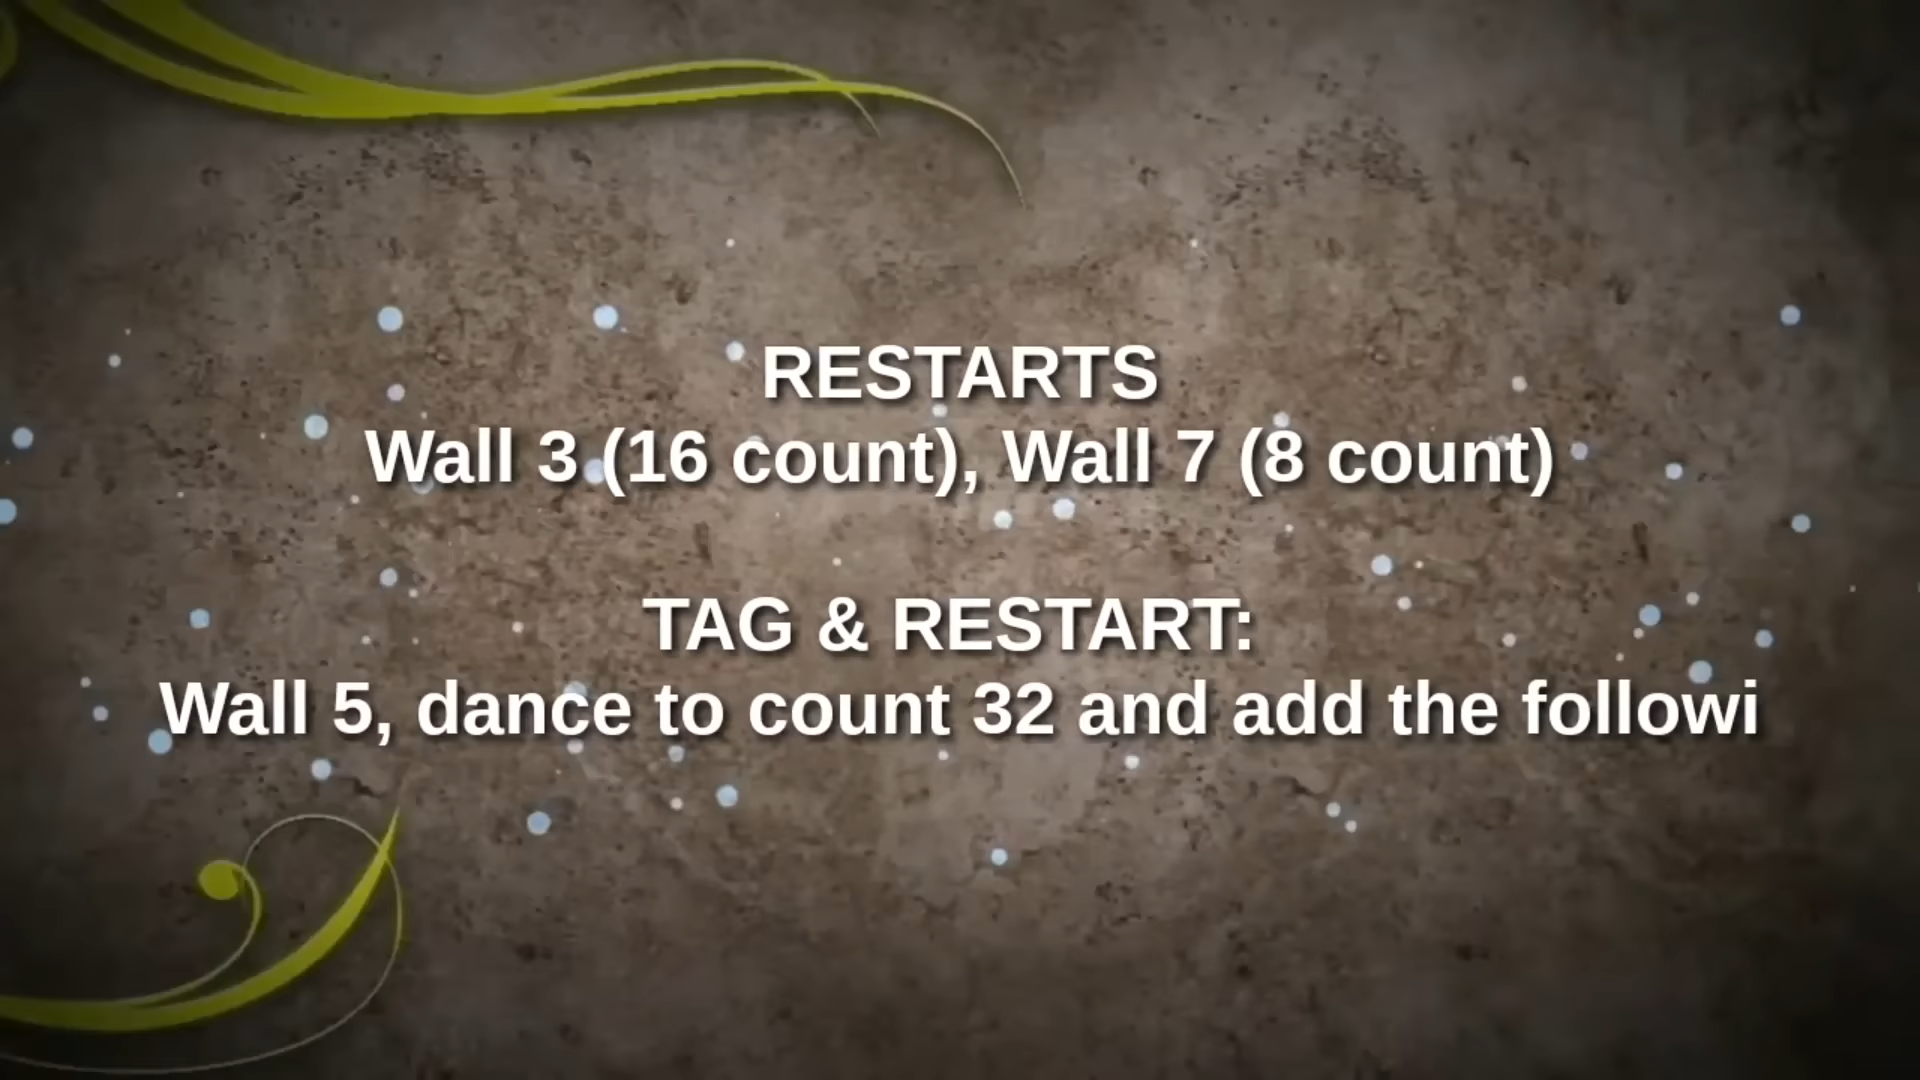 RESTARTS
Wall 3 (16 count), Wall 7 (8 count)
TAG & RESTART:
Wall 5, dance to count 32 and add the followi